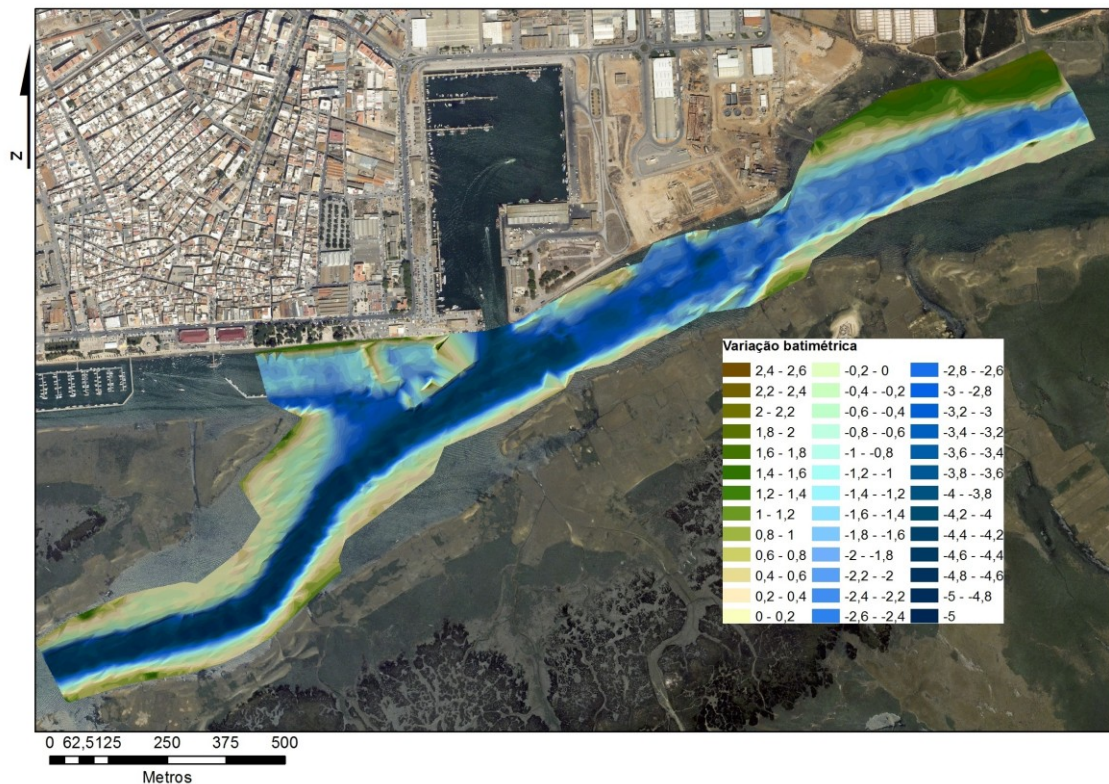 N
Variação batimétrica
2,4 - 2,6
2,2 - 2,4
2 - 2,2
1,8 - 2
1,6 - 1,8
1,4 - 1,6
1,2 - 1,4
1 - 1,2
0,8 - 1
0,6 - 0,8
0,4 - 0,6
0,2 - 0,4
0 - 0,2
-0,2 - 0
-0,4 - -0,2
-0,6 - -0,4
-0,8 - -0,6
-1 - -0,8
-1,2 - -1
-1,4 - -1,2
-1,6 - -1,4
-1,8 - -1,6
-2 - -1,8
-2,2 - -2
-2,4 - -2,2
-2,6 - -2,4
-2,8 - -2,6
-3 - -2,8
-3,2 - -3
-3,4 - -3,2
-3,6 - -3,4
-3,8 - -3,6
-4 - -3,8
-4,2 - -4
-4,4 - -4,2
-4,6 - -4,4
-4,8 - -4,6
-5 - -4,8
-5
0 62,5125 250 375 500
Metros